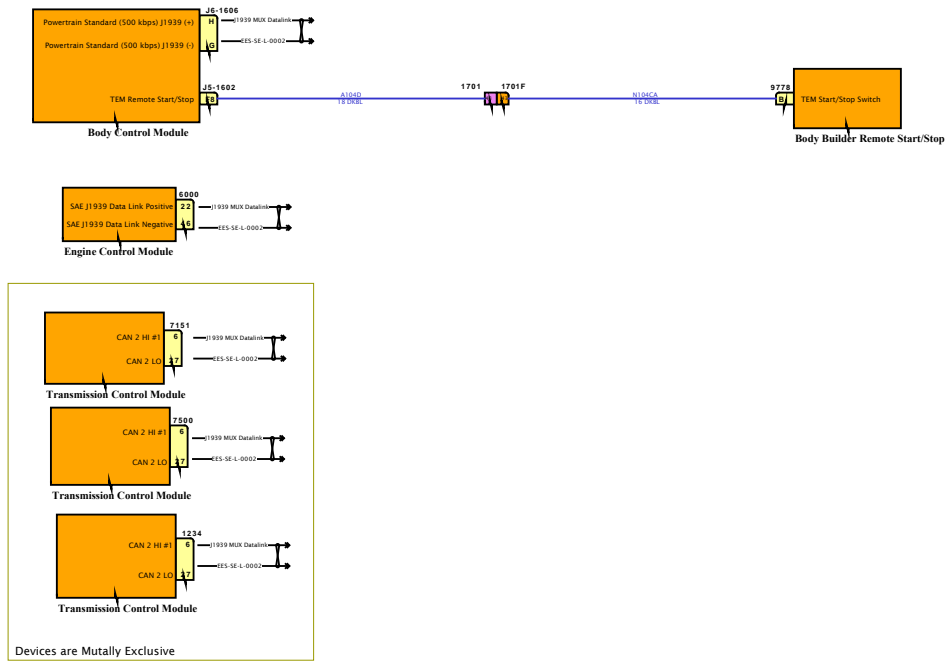 J6-1606
Powertrain Standard (500 kbps) J1939 (+)
H
J1939 MUX Datalink
Powertrain Standard (500 kbps) J1939 (-)
G
EES-SE-L-0002
J5-1602
TEM Remote Start/Stop
A104D
18 DKBL
1701
1701F
N104CA
16 DKBL
9778
B
TEM Start/Stop Switch
Body Control Module
Body Builder Remote Start/Stop
6000
SAE J1939 Data Link Positive
22
J1939 MUX Datalink
SAE J1939 Data Link Negative
EES-SE-L-0002
Engine Control Module
7151
CAN 2 HI #1
6
J1939 MUX Datalink
CAN 2 LO
EES-SE-L-0002
Transmission Control Module
7500
CAN 2 HI #1
6
J1939 MUX Datalink
CAN 2 LO
EES-SE-L-0002
Transmission Control Module
1234
CAN 2 HI #1
6
J1939 MUX Datalink
CAN 2 LO
EES-SE-L-0002
Transmission Control Module
Devices are Mutally Exclusive